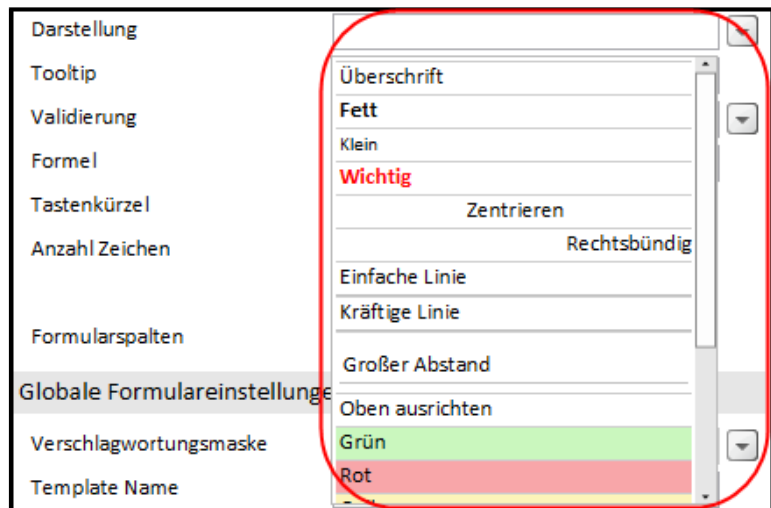 Darstellung
Tooltip
Überschrift
Fett
Validierung
Klein
Formel
Wichtig
Tastenkürzel
Zentrieren
Anzahl Zeichen
Rechtsbündig
Einfache Linie
Kräftige Linie
Formularspalten
Großer Abstand
Globale Formulareinstellunge
Oben ausrichten
Verschlagwortungsmaske
Grün
Rot
Template Name